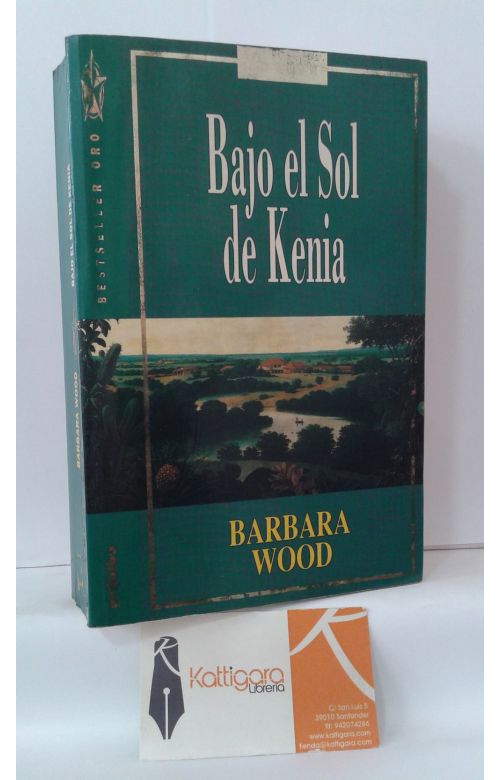 BESTSELLER ORO
BAJO EL SOL DE KENIA
BARBARA WOOD
Bajo el Sol
de Kenia
BARBARA
WOOD
Kattigara
Librería
C/ San Luis 5
39010 Santander
Tf: 942074286
www.kattigara.com
tienda@kattigara.com